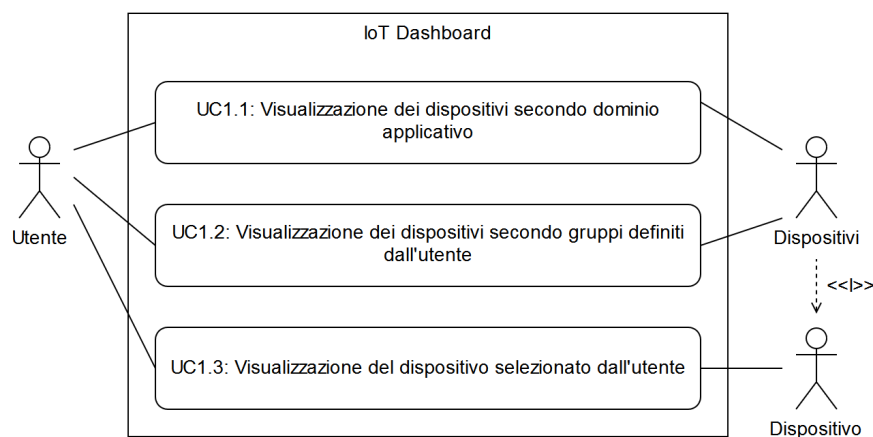 IoT Dashboard
UC1.1: Visualizzazione dei dispositivi secondo dominio
applicativo
Utente
UC1.2: Visualizzazione dei dispositivi secondo gruppi definiti
dall'utente
Dispositivi
<<I>>
UC1.3: Visualizzazione del dispositivo selezionato dall'utente
Dispositivo